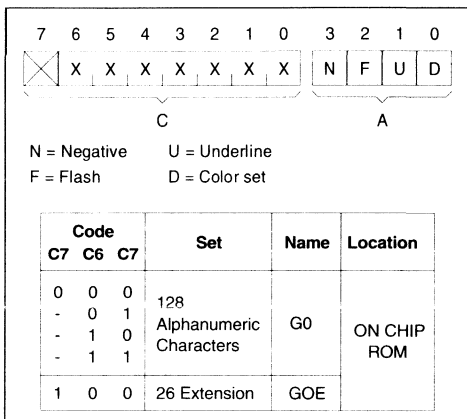 7 6 5 4 3 2 1 0 3 2 1 0
X X X X X X X N F U D
C A
N = Negative U = Underline
F = Flash D = Color set
Code Set Name Location
C7 C6 C7
0 0 0 128 Alphanumeric Characters G0 ON CHIP ROM
- 0 1
- 1 0
- 1 1
1 0 0 26 Extension GOE